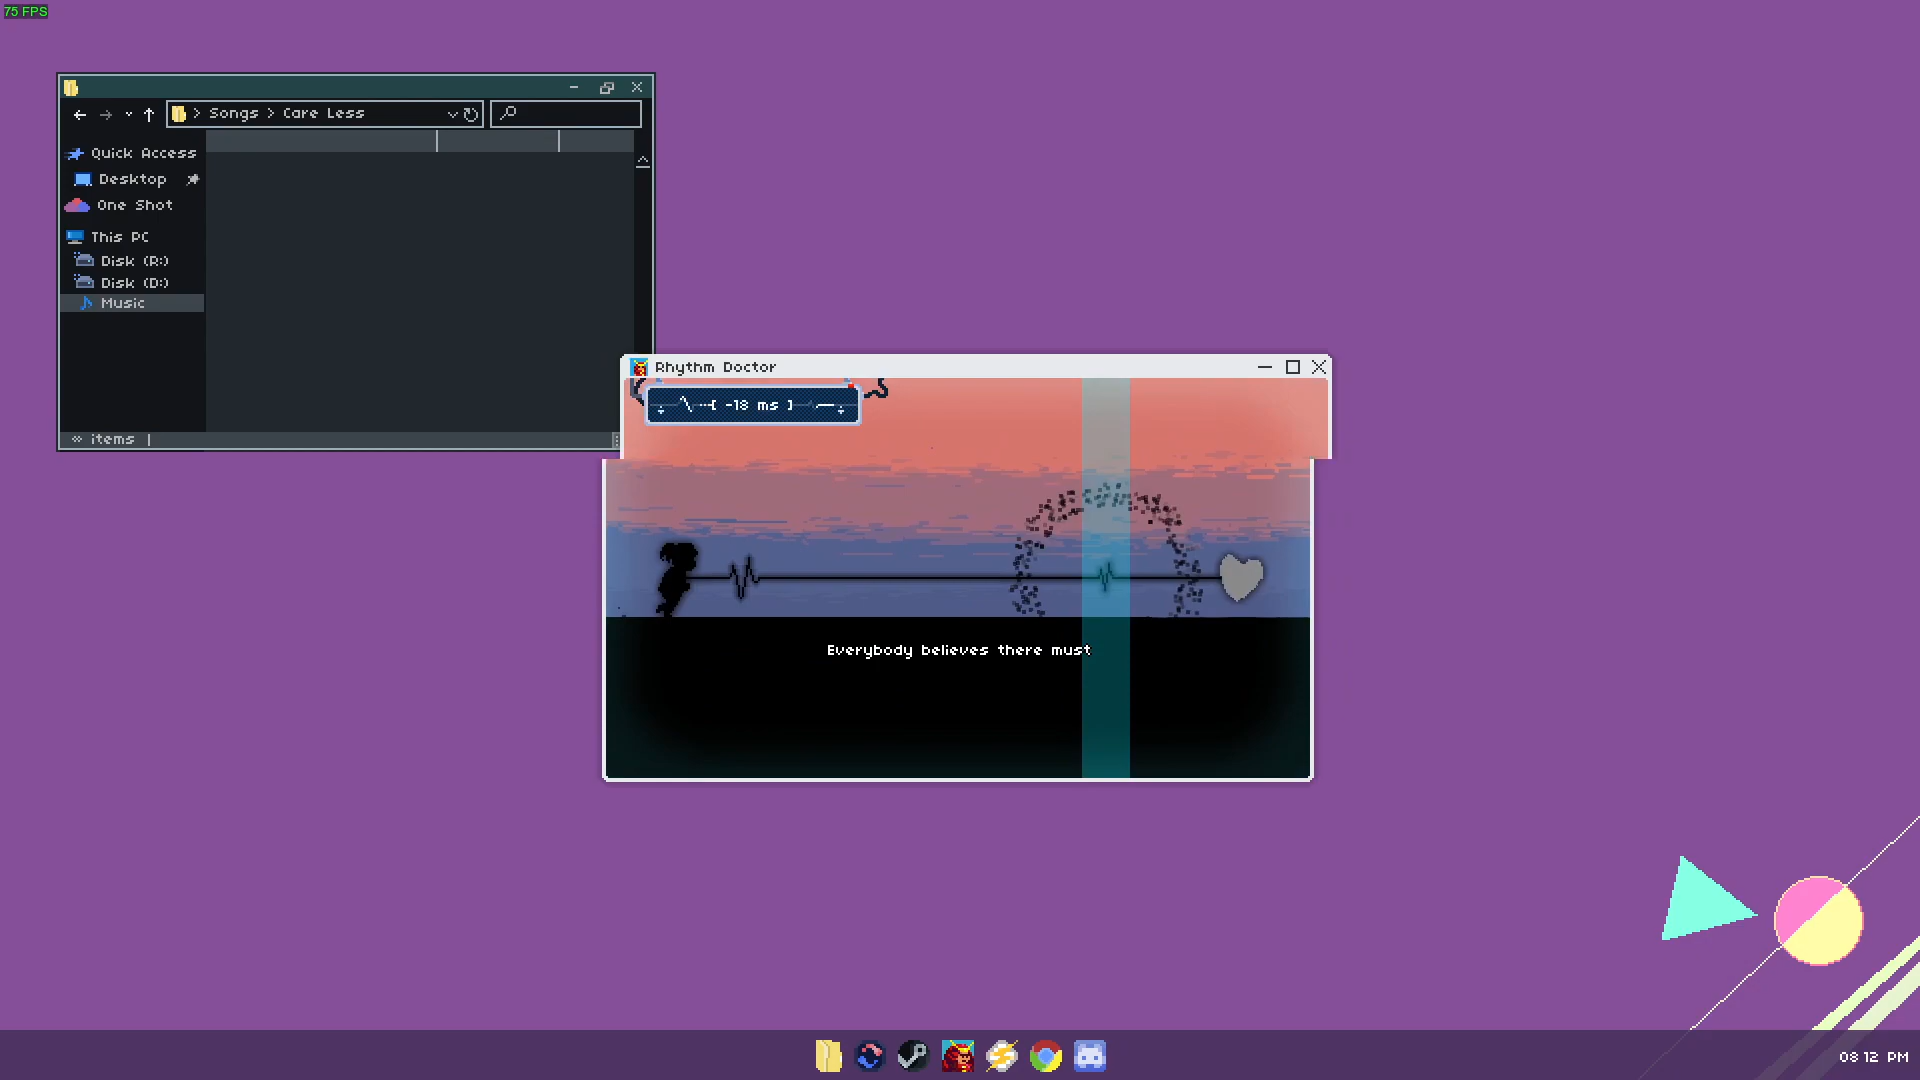 75 FPS
> Songs > Care Less
Quick Access
Desktop
One Shot
This PC
Disk (R:)
Disk (D:)
Music
∞ items |
Rhythm Doctor
[ -18 ms ]
Everybody believes there must
08 12 PM